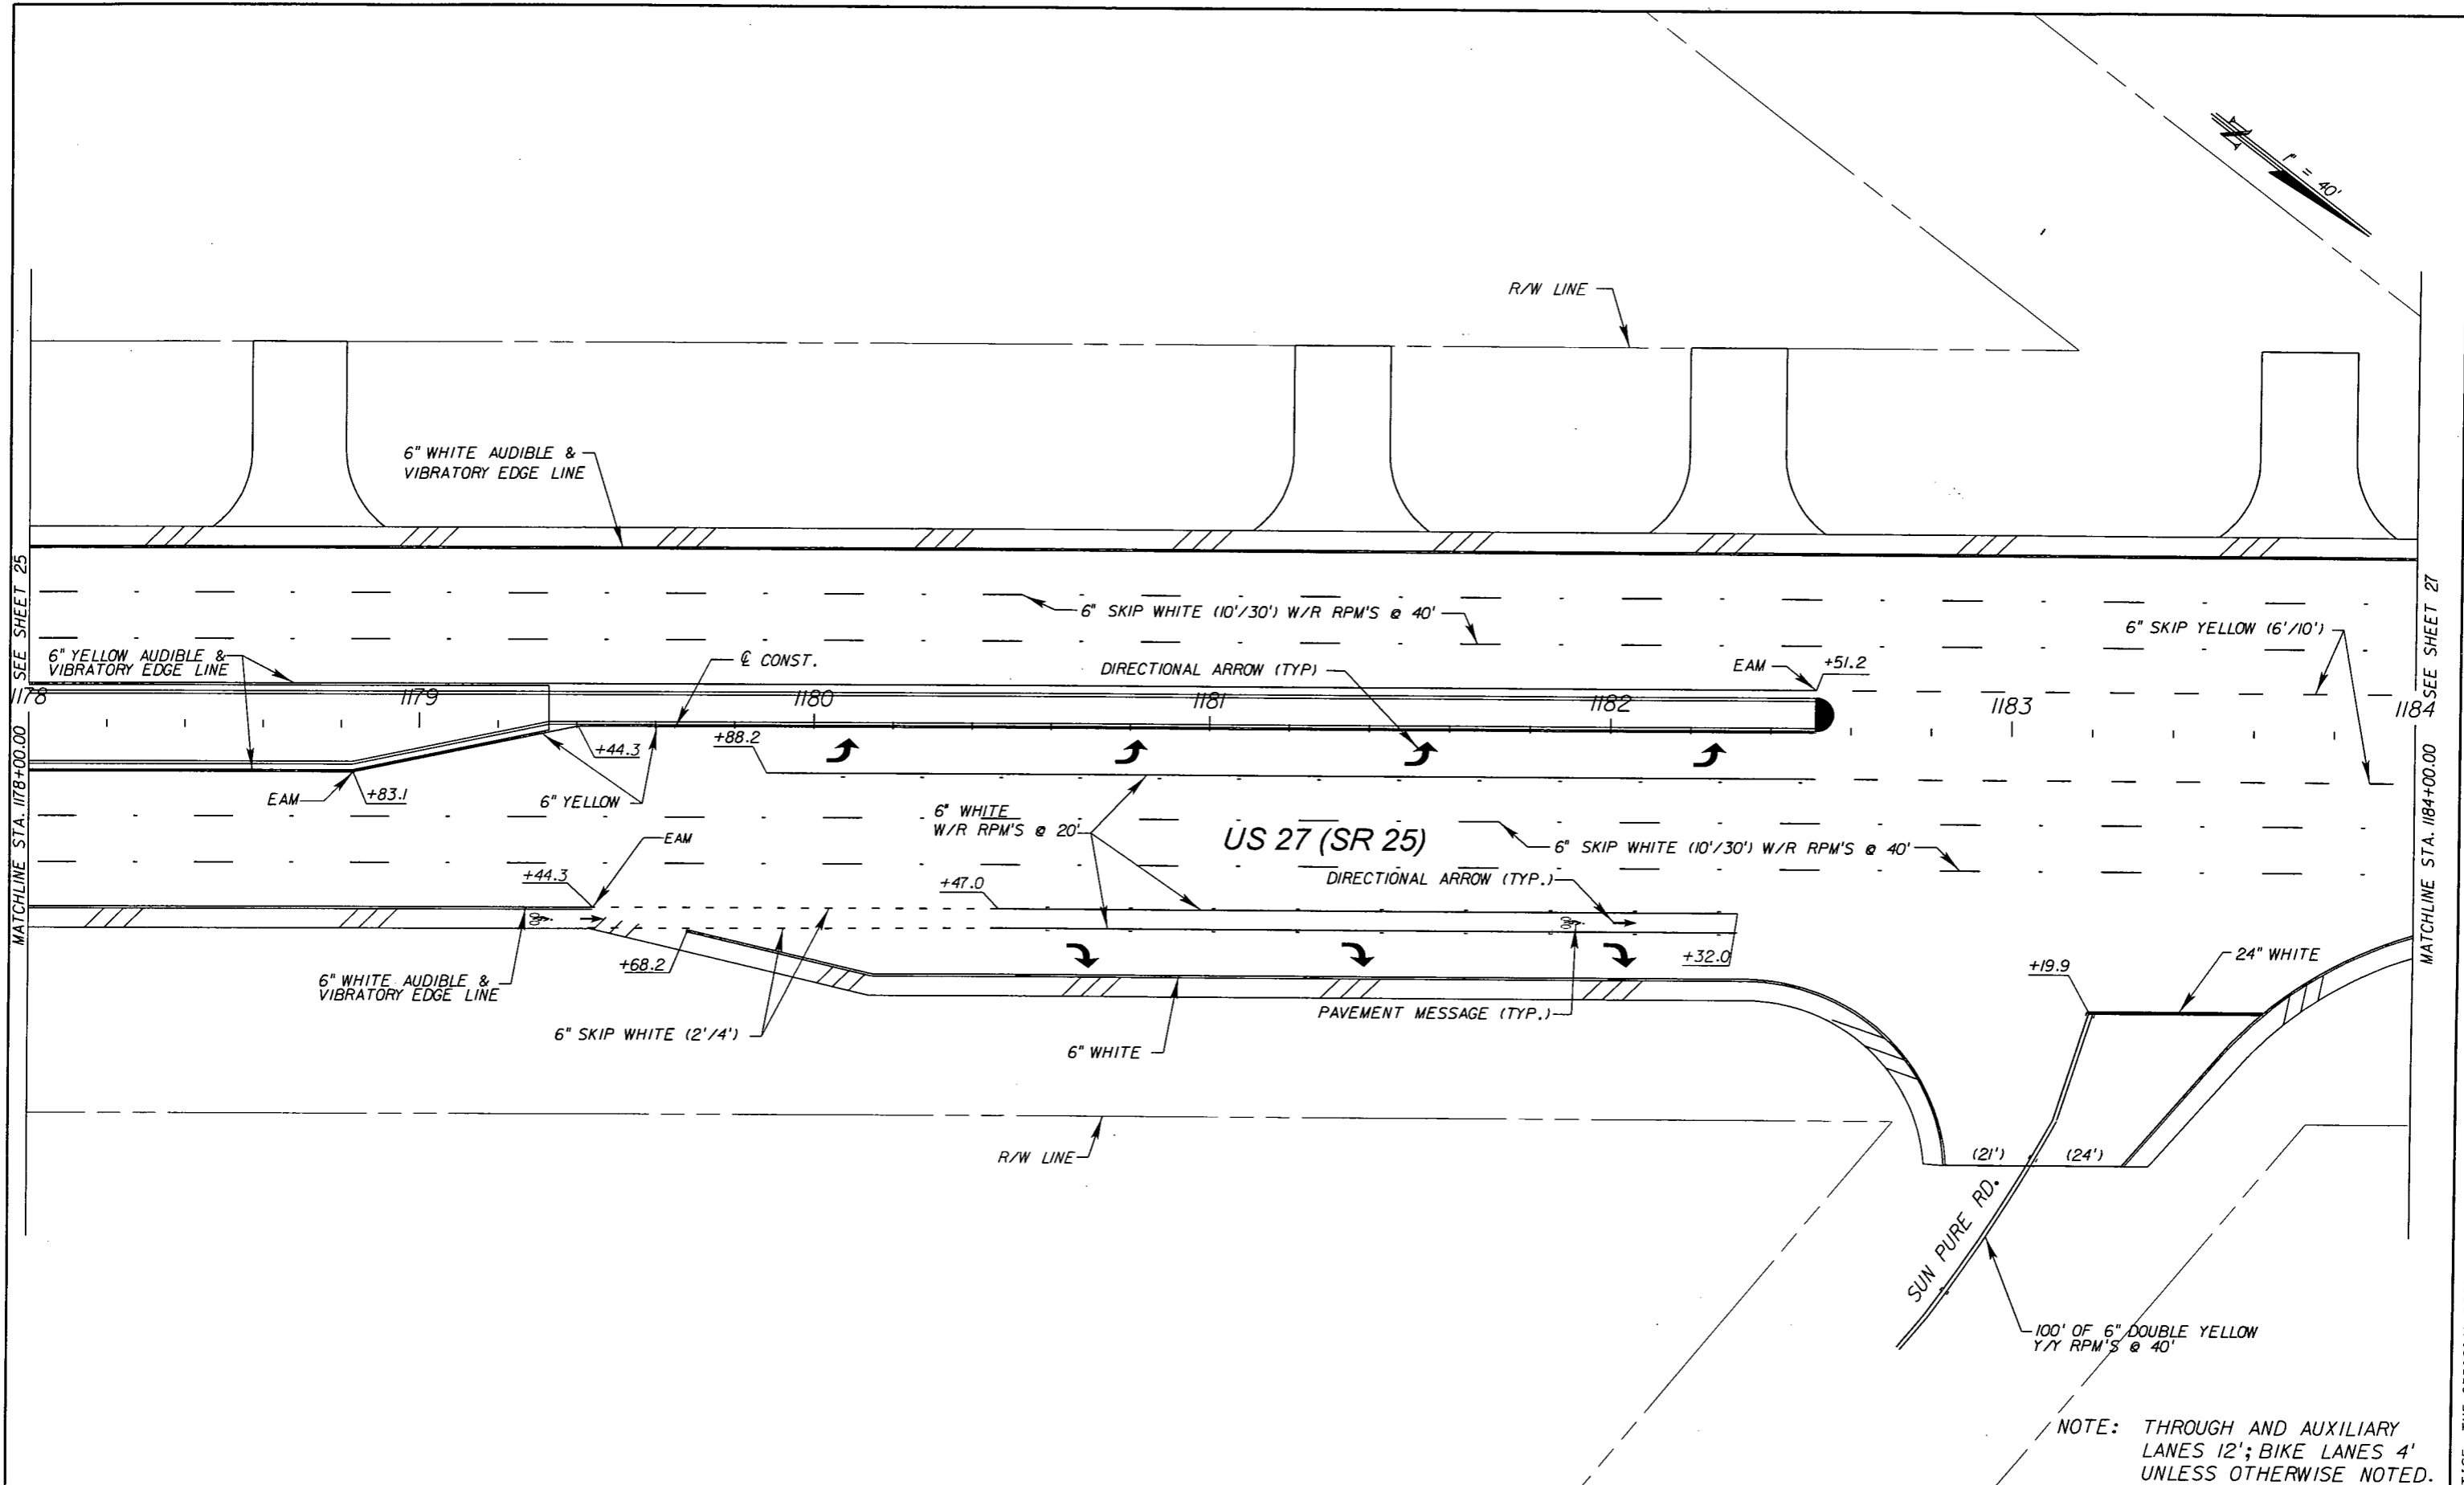 1" = 40'
N
R/W LINE
6" WHITE AUDIBLE &
VIBRATORY EDGE LINE
SEE SHEET 25
MATCHLINE STA. 1178+00.00
SEE SHEET 27
MATCHLINE STA. 1184+00.00
6" SKIP WHITE (10'/30') W/R RPM'S @ 40'
6" SKIP YELLOW (6'/10')
6" YELLOW AUDIBLE &
VIBRATORY EDGE LINE
℄ CONST.
DIRECTIONAL ARROW (TYP)
EAM
+51.2
1178
1179
1180
1181
1182
1183
1184
+44.3
+88.2
EAM
+83.1
6" YELLOW
6" WHITE
W/R RPM'S @ 20'
US 27 (SR 25)
6" SKIP WHITE (10'/30') W/R RPM'S @ 40'
EAM
+44.3
+47.0
DIRECTIONAL ARROW (TYP.)
+68.2
+32.0
6" WHITE AUDIBLE &
VIBRATORY EDGE LINE
6" SKIP WHITE (2'/4')
PAVEMENT MESSAGE (TYP.)
6" WHITE
+19.9
24" WHITE
R/W LINE
(21')
(24')
SUN PURE RD.
100' OF 6" DOUBLE YELLOW
Y/Y RPM'S @ 40'
NOTE: THROUGH AND AUXILIARY
LANES 12'; BIKE LANES 4'
UNLESS OTHERWISE NOTED.